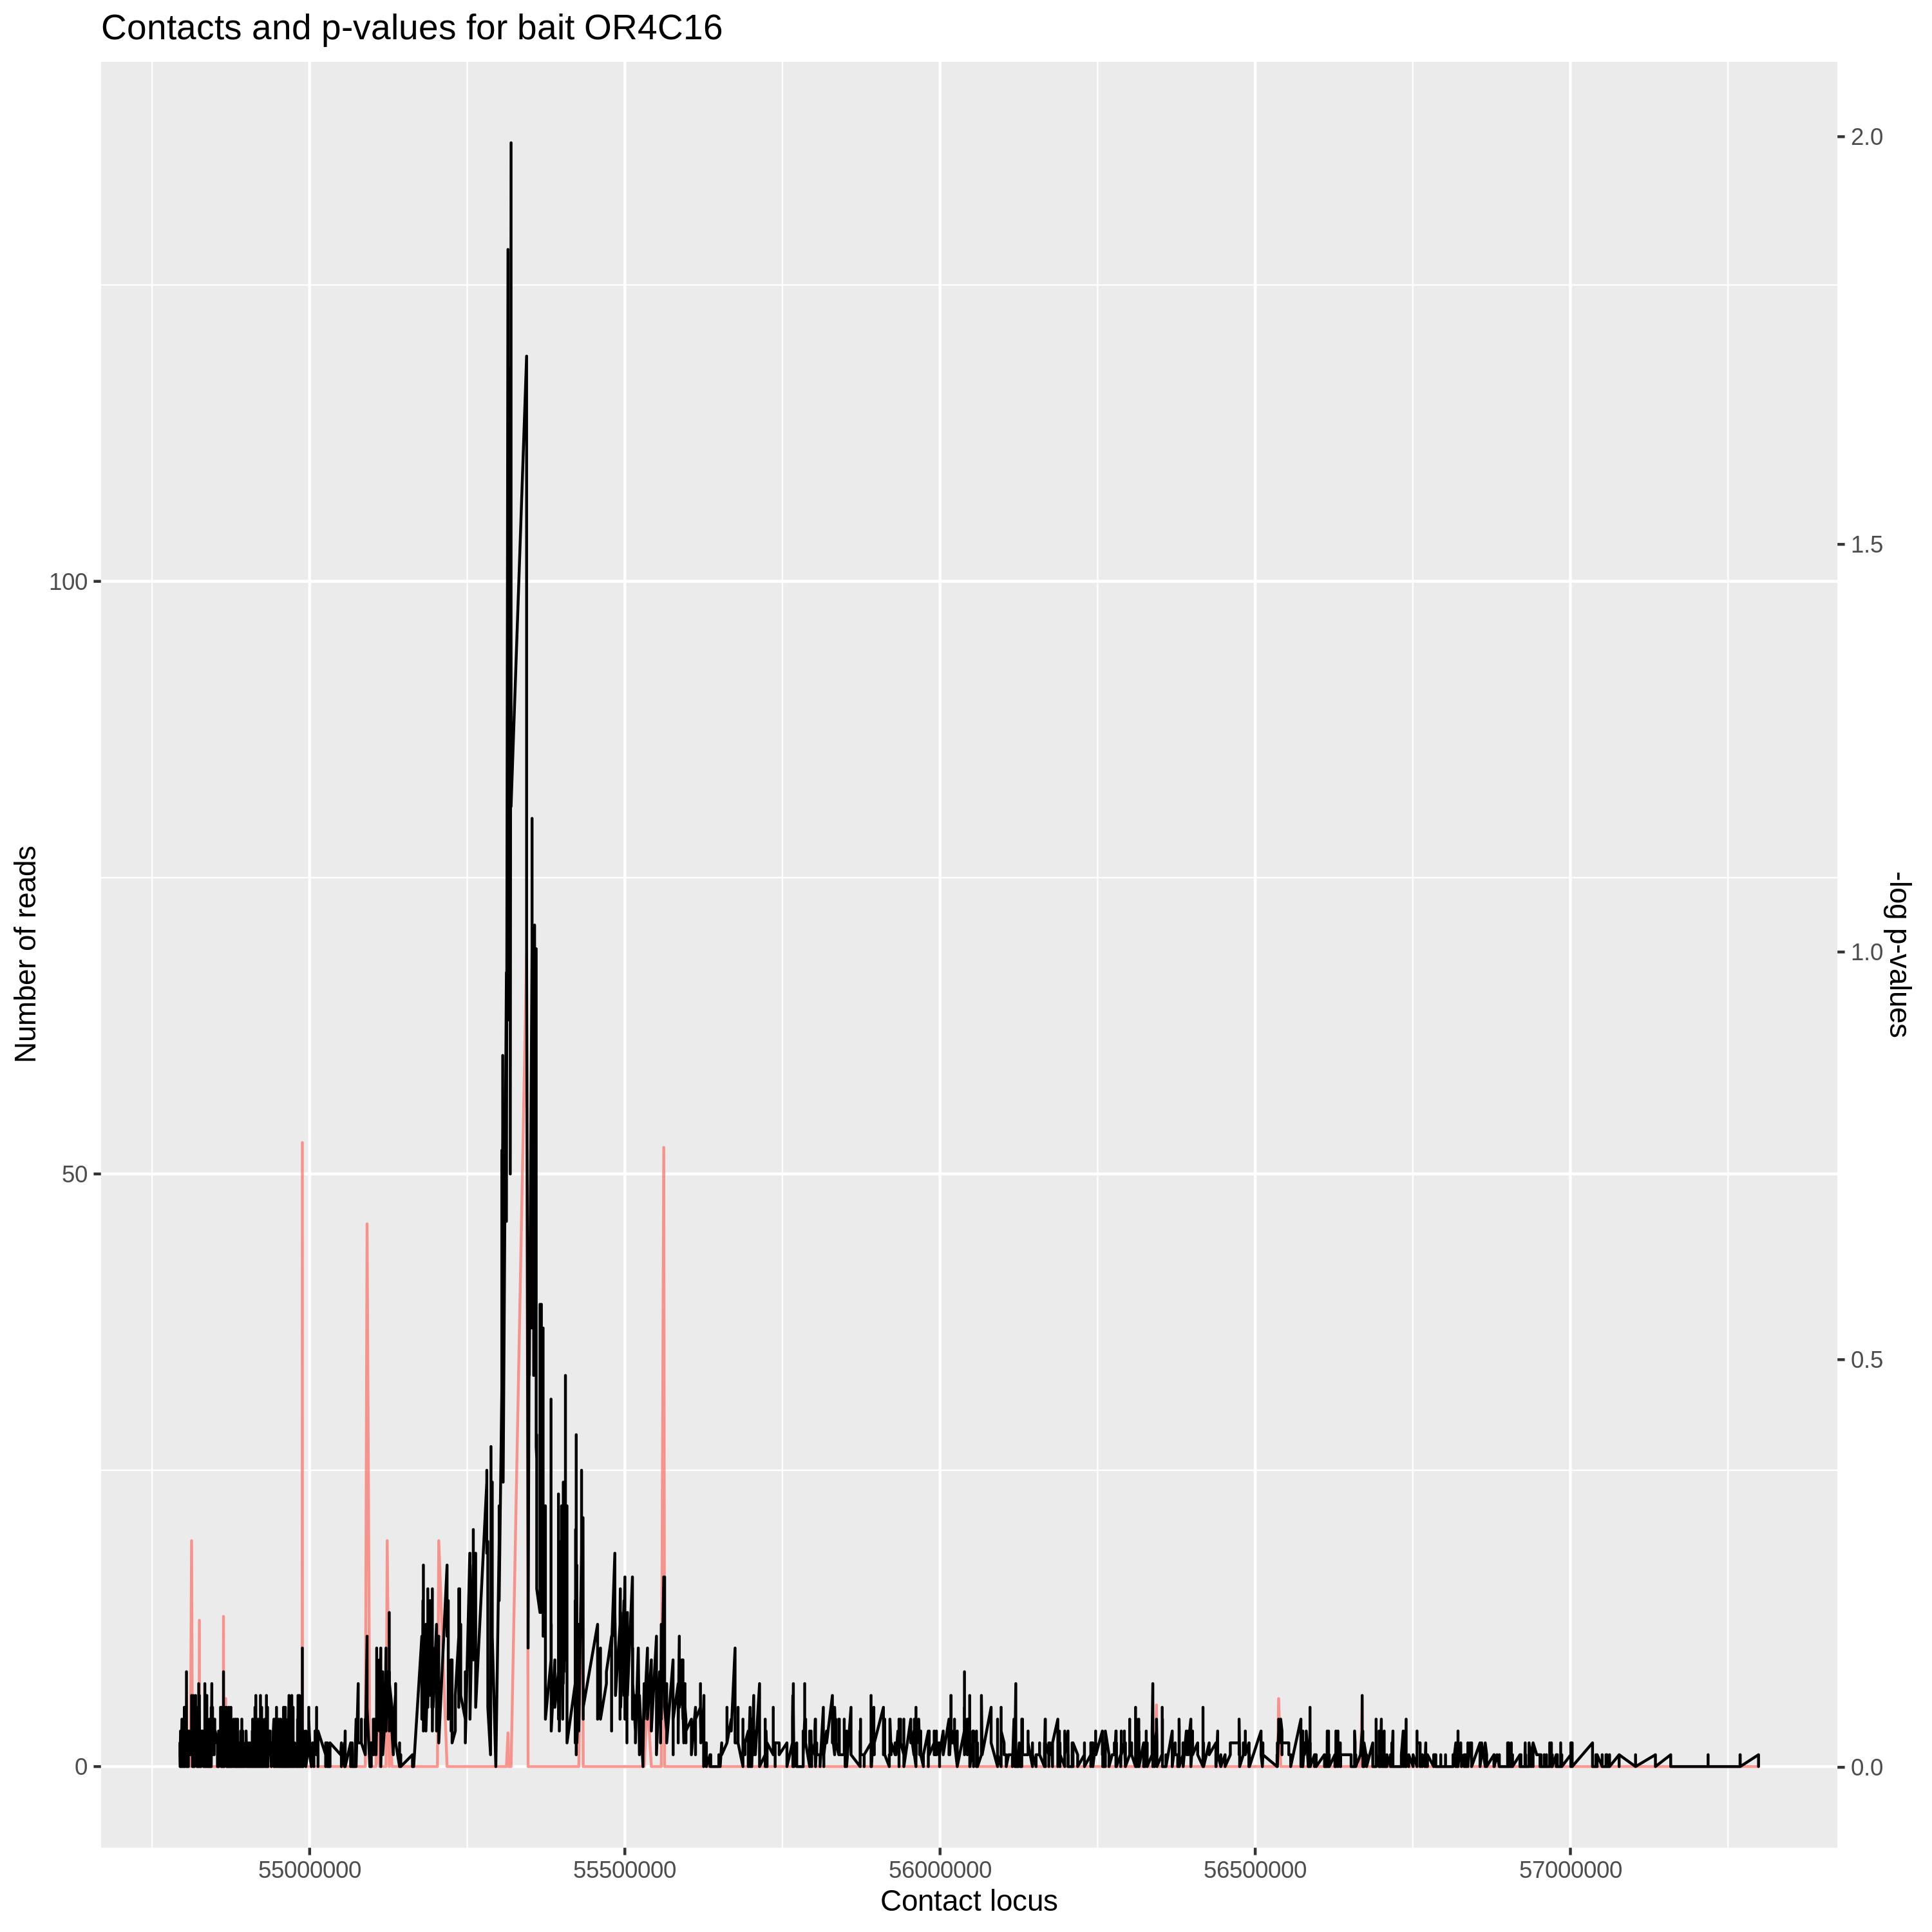 Contacts and p-values for bait OR4C16
Number of reads
100
50
0
2.0
1.5
1.0
0.5
0.0
-log p-values
55000000 55500000 56000000 56500000 57000000
Contact locus